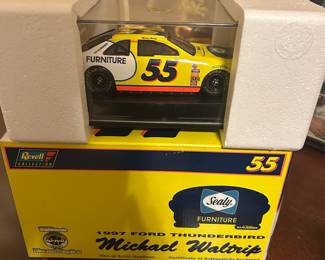 FURNITURE
55
Revell
COLLECTION
55
Sealy
FURNITURE
1997 FORD THUNDERBIRD
Michael Waltrip